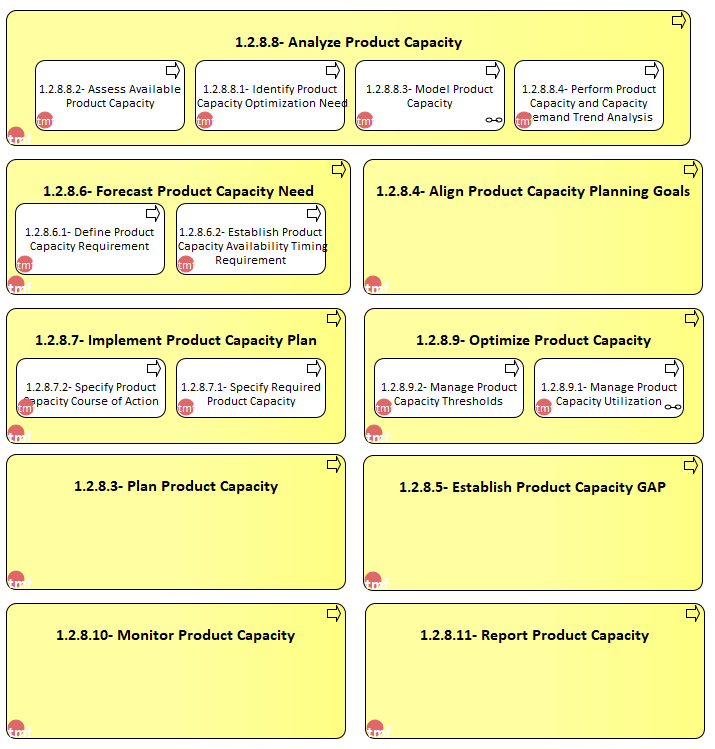 1.2.8.8- Analyze Product Capacity
1.2.8.8.2- Assess Available
Product Capacity
tmf
1.2.8.8.1- Identify Product
Capacity Optimization Need
tmf
1.2.8.8.3- Model Product
Capacity
tmf
1.2.8.8.4- Perform Product
Capacity and Capacity
Demand Trend Analysis
tmf
tmf
1.2.8.6- Forecast Product Capacity Need
1.2.8.6.1- Define Product
Capacity Requirement
tmf
1.2.8.6.2- Establish Product
Capacity Availability Timing
Requirement
tmf
tmf
1.2.8.4- Align Product Capacity Planning Goals
tmf
1.2.8.7- Implement Product Capacity Plan
1.2.8.7.2- Specify Product
Capacity Course of Action
tmf
1.2.8.7.1- Specify Required
Product Capacity
tmf
tmf
1.2.8.9- Optimize Product Capacity
1.2.8.9.2- Manage Product
Capacity Thresholds
tmf
1.2.8.9.1- Manage Product
Capacity Utilization
tmf
tmf
1.2.8.3- Plan Product Capacity
tmf
1.2.8.5- Establish Product Capacity GAP
tmf
1.2.8.10- Monitor Product Capacity
tmf
1.2.8.11- Report Product Capacity
tmf